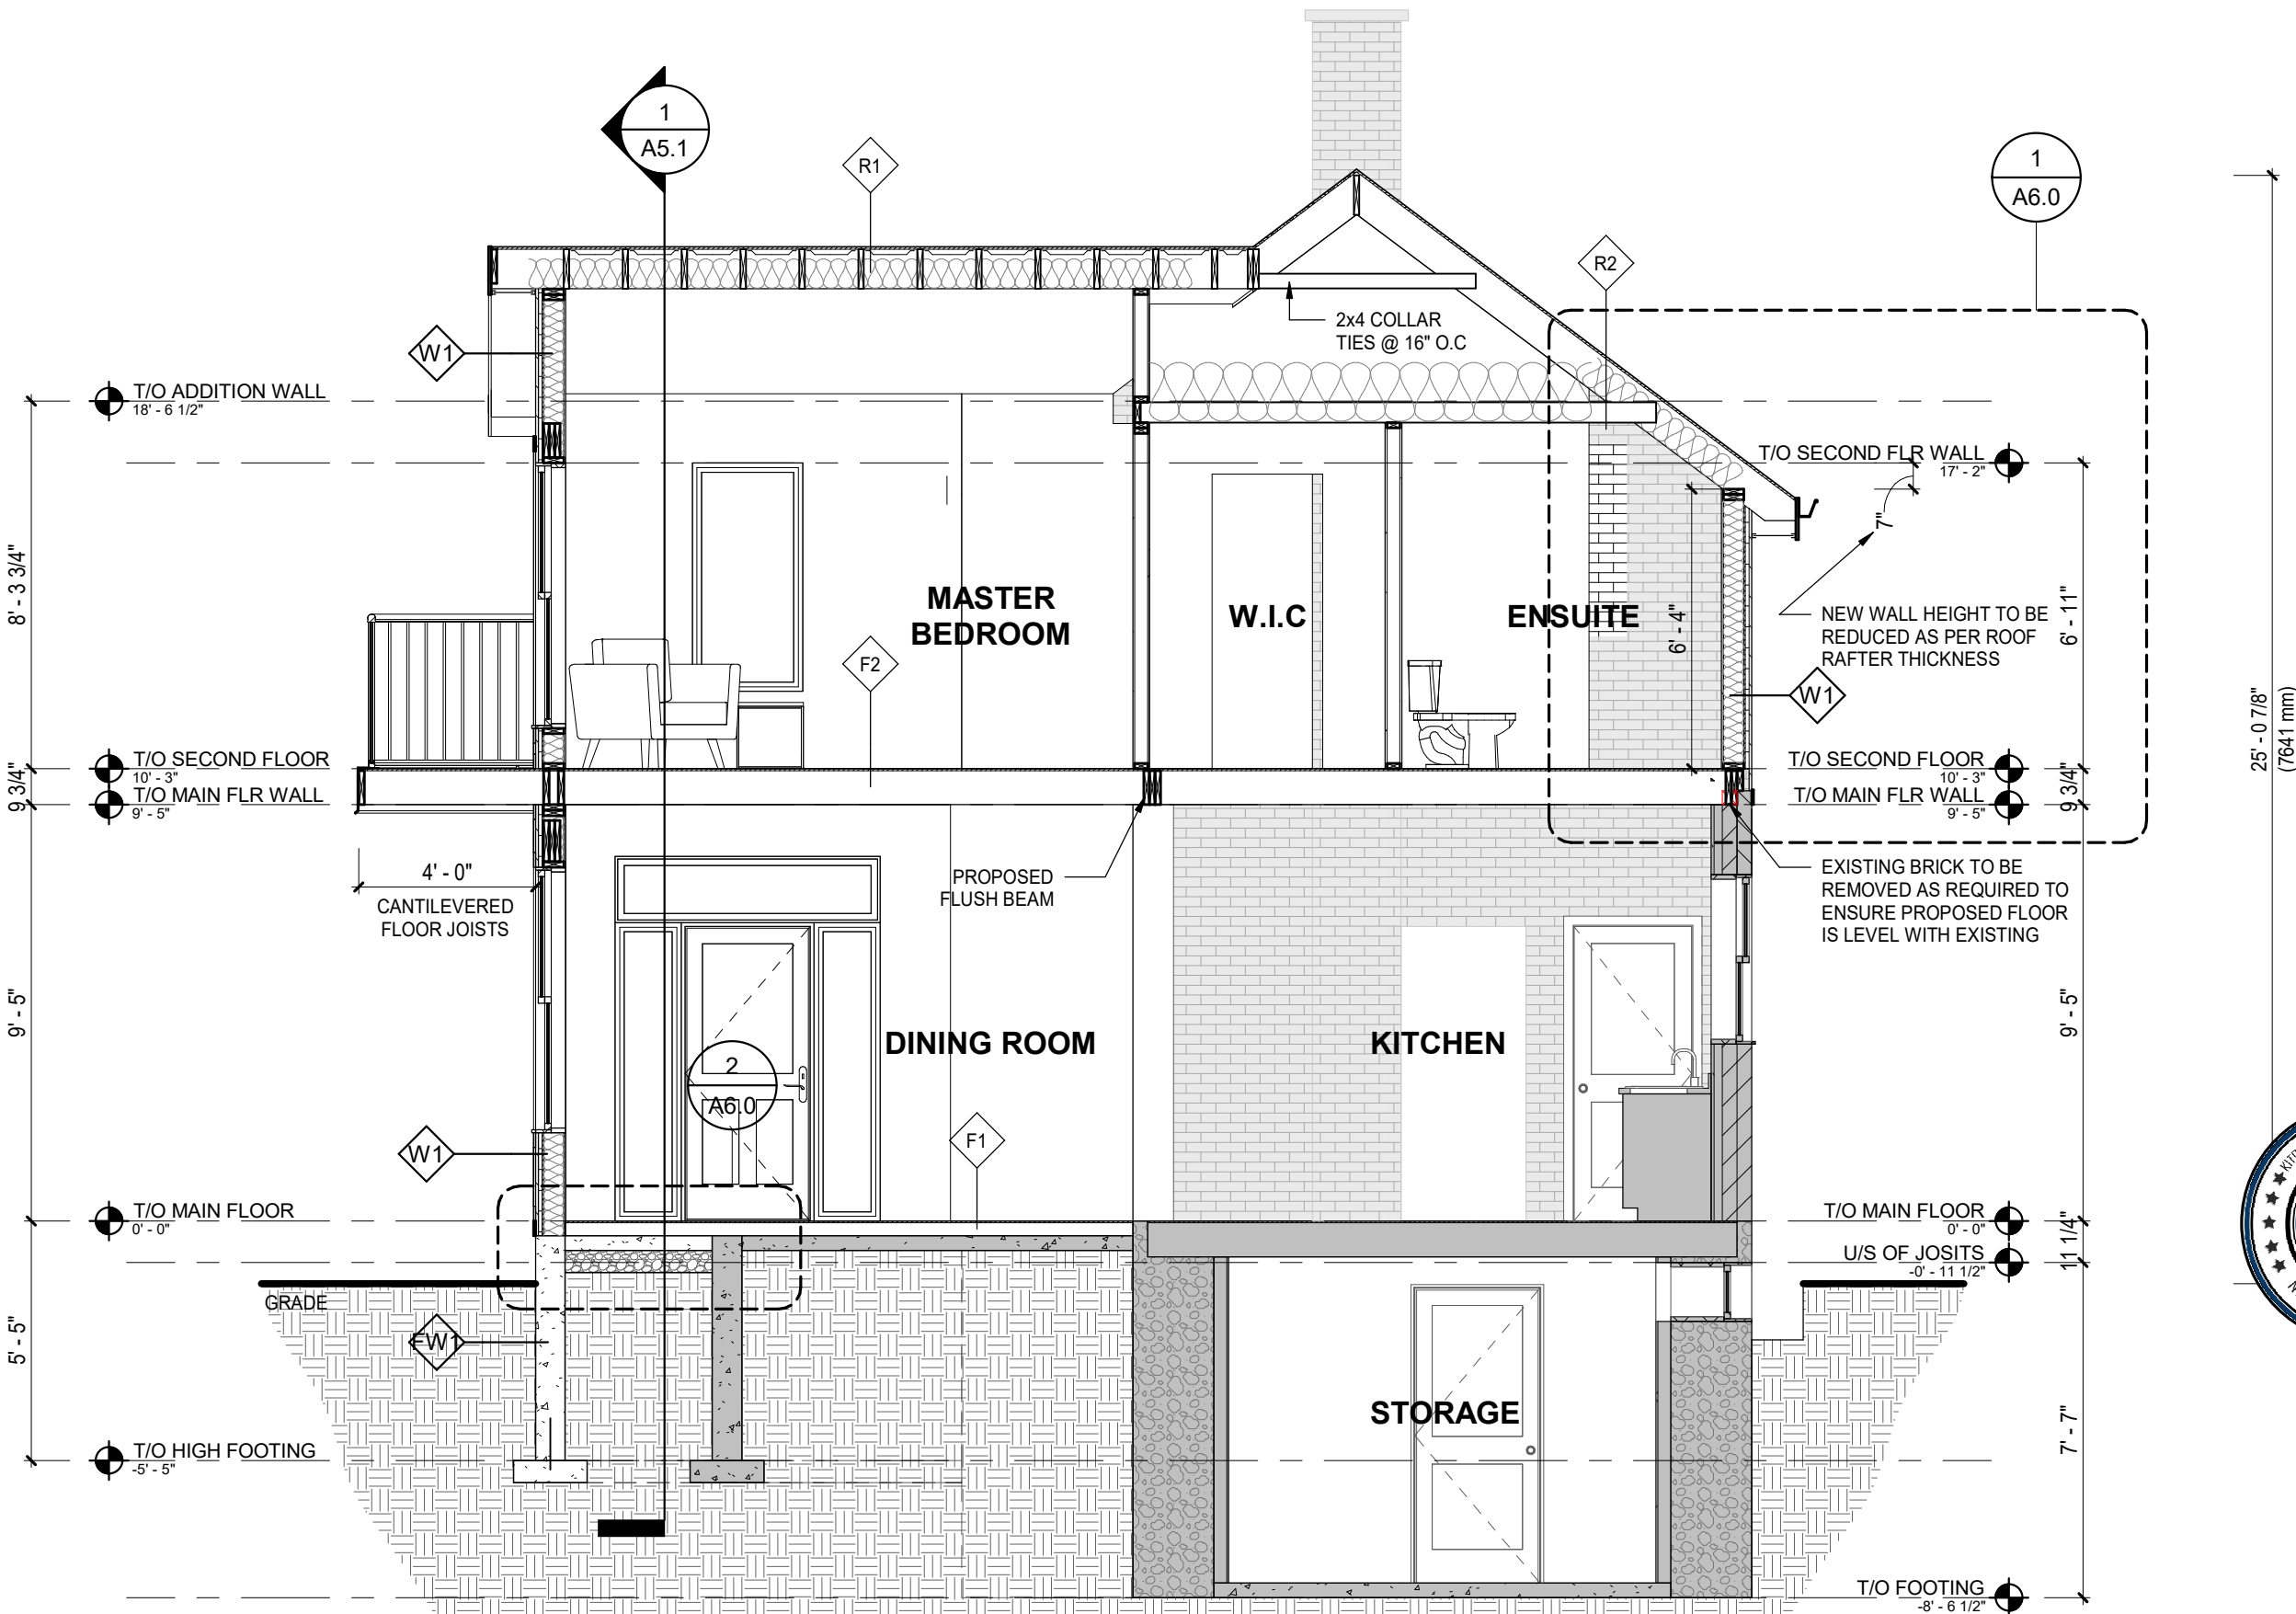 1
A5.1
R1
1
A6.0
R2
2x4 COLLAR
TIES @ 16" O.C
W1
T/O ADDITION WALL
18' - 6 1/2"
T/O SECOND FLR WALL
17' - 2"
7"
8' - 3 3/4"
MASTER
BEDROOM
W.I.C
ENSUITE
6' - 4"
NEW WALL HEIGHT TO BE
REDUCED AS PER ROOF
RAFTER THICKNESS
6' - 11"
F2
W1
25' - 0 7/8"
(7641 mm)
T/O SECOND FLOOR
10' - 3"
T/O MAIN FLR WALL
9' - 5"
9 3/4"
T/O SECOND FLOOR
10' - 3"
T/O MAIN FLR WALL
9' - 5"
9 3/4"
4' - 0"
CANTILEVERED
FLOOR JOISTS
PROPOSED
FLUSH BEAM
EXISTING BRICK TO BE
REMOVED AS REQUIRED TO
ENSURE PROPOSED FLOOR
IS LEVEL WITH EXISTING
9' - 5"
DINING ROOM
KITCHEN
9' - 5"
2
A6.0
F1
W1
T/O MAIN FLOOR
0' - 0"
T/O MAIN FLOOR
0' - 0"
U/S OF JOSITS
-0' - 11 1/2"
11 1/4"
GRADE
5' - 5"
FW1
STORAGE
7' - 7"
T/O HIGH FOOTING
-5' - 5"
T/O FOOTING
-8' - 6 1/2"